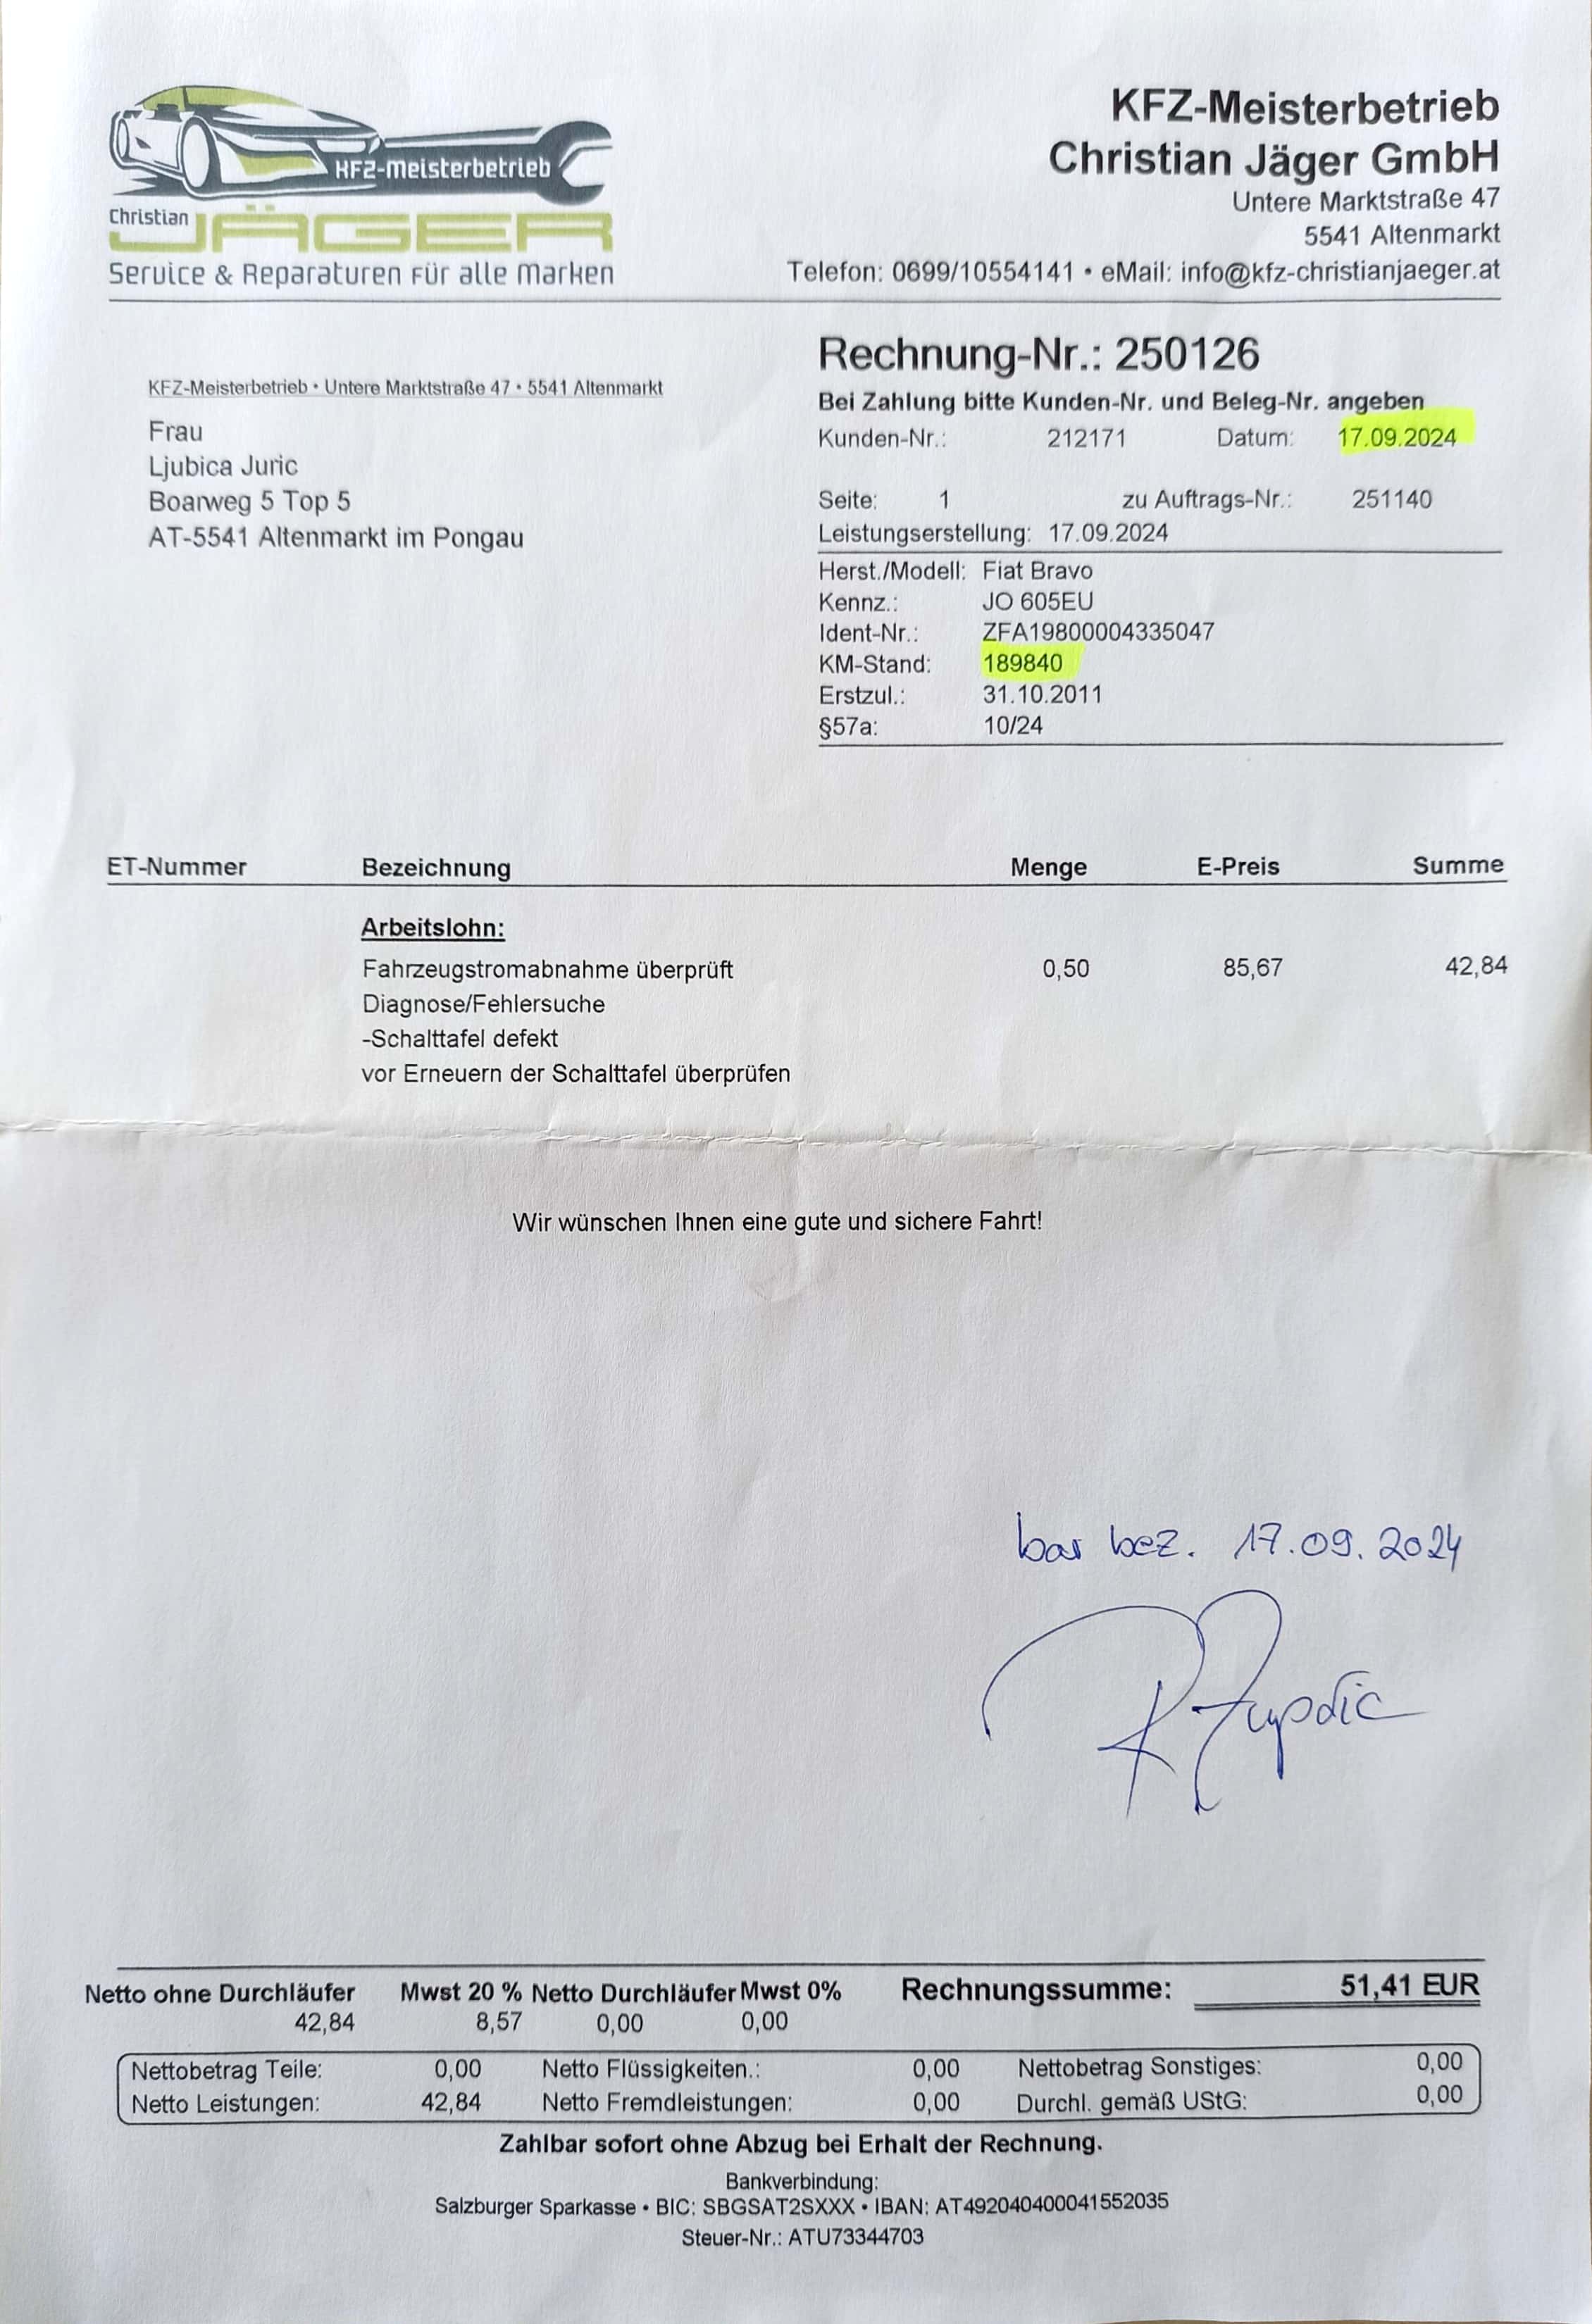 KFZ-Meisterbetrieb
Christian
JÄGER
Service & Reparaturen für alle Marken
KFZ-Meisterbetrieb
Christian Jäger GmbH
Untere Marktstraße 47
5541 Altenmarkt
Telefon: 0699/10554141 • eMail: info@kfz-christianjaeger.at
KFZ-Meisterbetrieb • Untere Marktstraße 47 • 5541 Altenmarkt
Frau
Ljubica Juric
Boarweg 5 Top 5
AT-5541 Altenmarkt im Pongau
Rechnung-Nr.: 250126
Bei Zahlung bitte Kunden-Nr. und Beleg-Nr. angeben
Kunden-Nr.: 212171 Datum: 17.09.2024
Seite: 1 zu Auftrags-Nr.: 251140
Leistungserstellung: 17.09.2024
Herst./Modell: Fiat Bravo
Kennz.: JO 605EU
Ident-Nr.: ZFA19800004335047
KM-Stand: 189840
Erstzul.: 31.10.2011
§57a: 10/24
ET-Nummer Bezeichnung Menge E-Preis Summe
Arbeitslohn:
Fahrzeugstromabnahme überprüft 0,50 85,67 42,84
Diagnose/Fehlersuche
-Schalttafel defekt
vor Erneuern der Schalttafel überprüfen
Wir wünschen Ihnen eine gute und sichere Fahrt!
bar bez. 17.09.2024
Netto ohne Durchläufer Mwst 20 % Netto Durchläufer Mwst 0% Rechnungssumme: 51,41 EUR
42,84 8,57 0,00 0,00
Nettobetrag Teile: 0,00 Netto Flüssigkeiten.: 0,00 Nettobetrag Sonstiges: 0,00
Netto Leistungen: 42,84 Netto Fremdleistungen: 0,00 Durchl. gemäß UStG: 0,00
Zahlbar sofort ohne Abzug bei Erhalt der Rechnung.
Bankverbindung:
Salzburger Sparkasse • BIC: SBGSAT2SXXX • IBAN: AT492040400041552035
Steuer-Nr.: ATU73344703